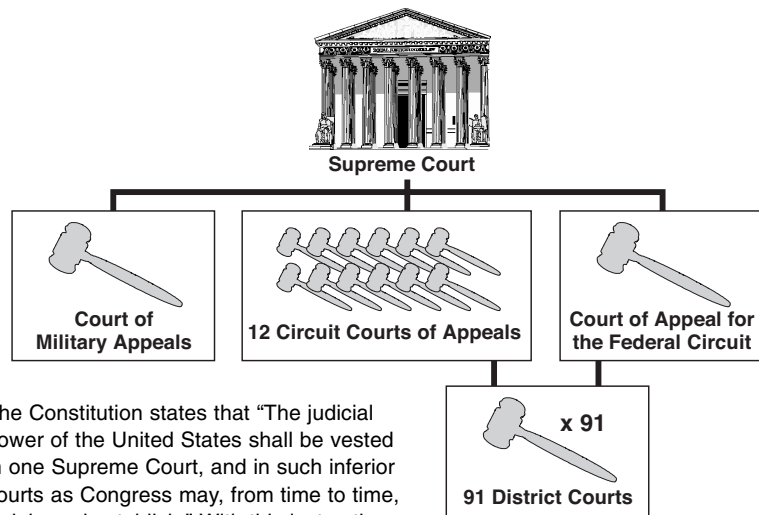 Supreme Court
Court of
Military Appeals
12 Circuit Courts of Appeals
Court of Appeal for
the Federal Circuit
x 91
91 District Courts
he Constitution states that “The judicial
ower of the United States shall be vested
n one Supreme Court, and in such inferior
ourts as Congress may, from time to time,